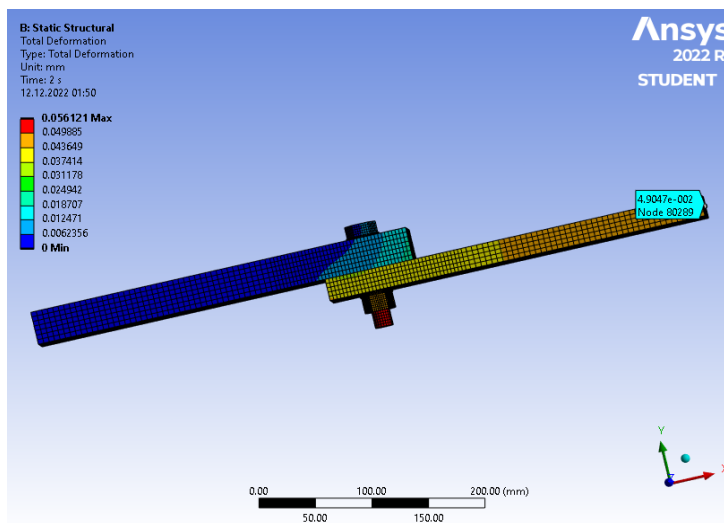 B: Static Structural
Total Deformation
Type: Total Deformation
Unit: mm
Time: 2 s
12.12.2022 01:50
0.056121 Max
0.049885
0.043649
0.037414
0.031178
0.024942
0.018707
0.012471
0.0062356
0 Min
Ansys
2022 R
STUDENT
4.9047e-002
Node 80289
Y
X
0.00
100.00
200.00 (mm)
50.00
150.00